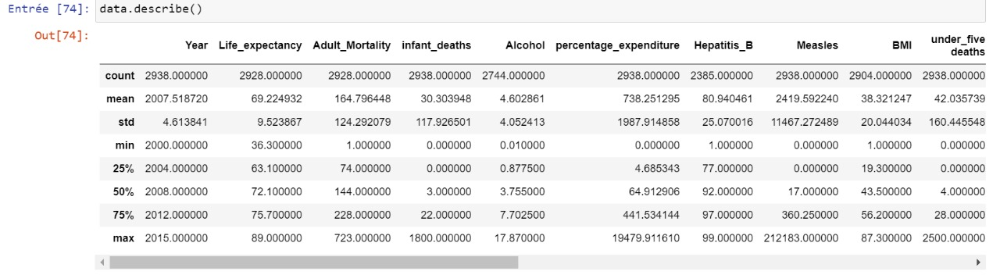 Entrée [74]: data.describe()
Out[74]:
Year Life_expectancy Adult_Mortality infant_deaths Alcohol percentage_expenditure Hepatitis_B Measles BMI under_five deaths
count 2938.000000 2928.000000 2928.000000 2938.000000 2744.000000 2938.000000 2385.000000 2938.000000 2904.000000 2938.000000
mean 2007.518720 69.224932 164.796448 30.303948 4.602861 738.251295 80.940461 2419.592240 38.321247 42.035739
std 4.613841 9.523867 124.292079 117.926501 4.052413 1987.914858 25.070016 11467.272489 20.044034 160.445548
min 2000.000000 36.300000 1.000000 0.000000 0.010000 0.000000 1.000000 0.000000 1.000000 0.000000
25% 2004.000000 63.100000 74.000000 0.000000 0.877500 4.685343 77.000000 0.000000 19.300000 0.000000
50% 2008.000000 72.100000 144.000000 3.000000 3.755000 64.912906 92.000000 17.000000 43.500000 4.000000
75% 2012.000000 75.700000 228.000000 22.000000 7.702500 441.534144 97.000000 360.250000 56.200000 28.000000
max 2015.000000 89.000000 723.000000 1800.000000 17.870000 19479.911610 99.000000 212183.000000 87.300000 2500.000000